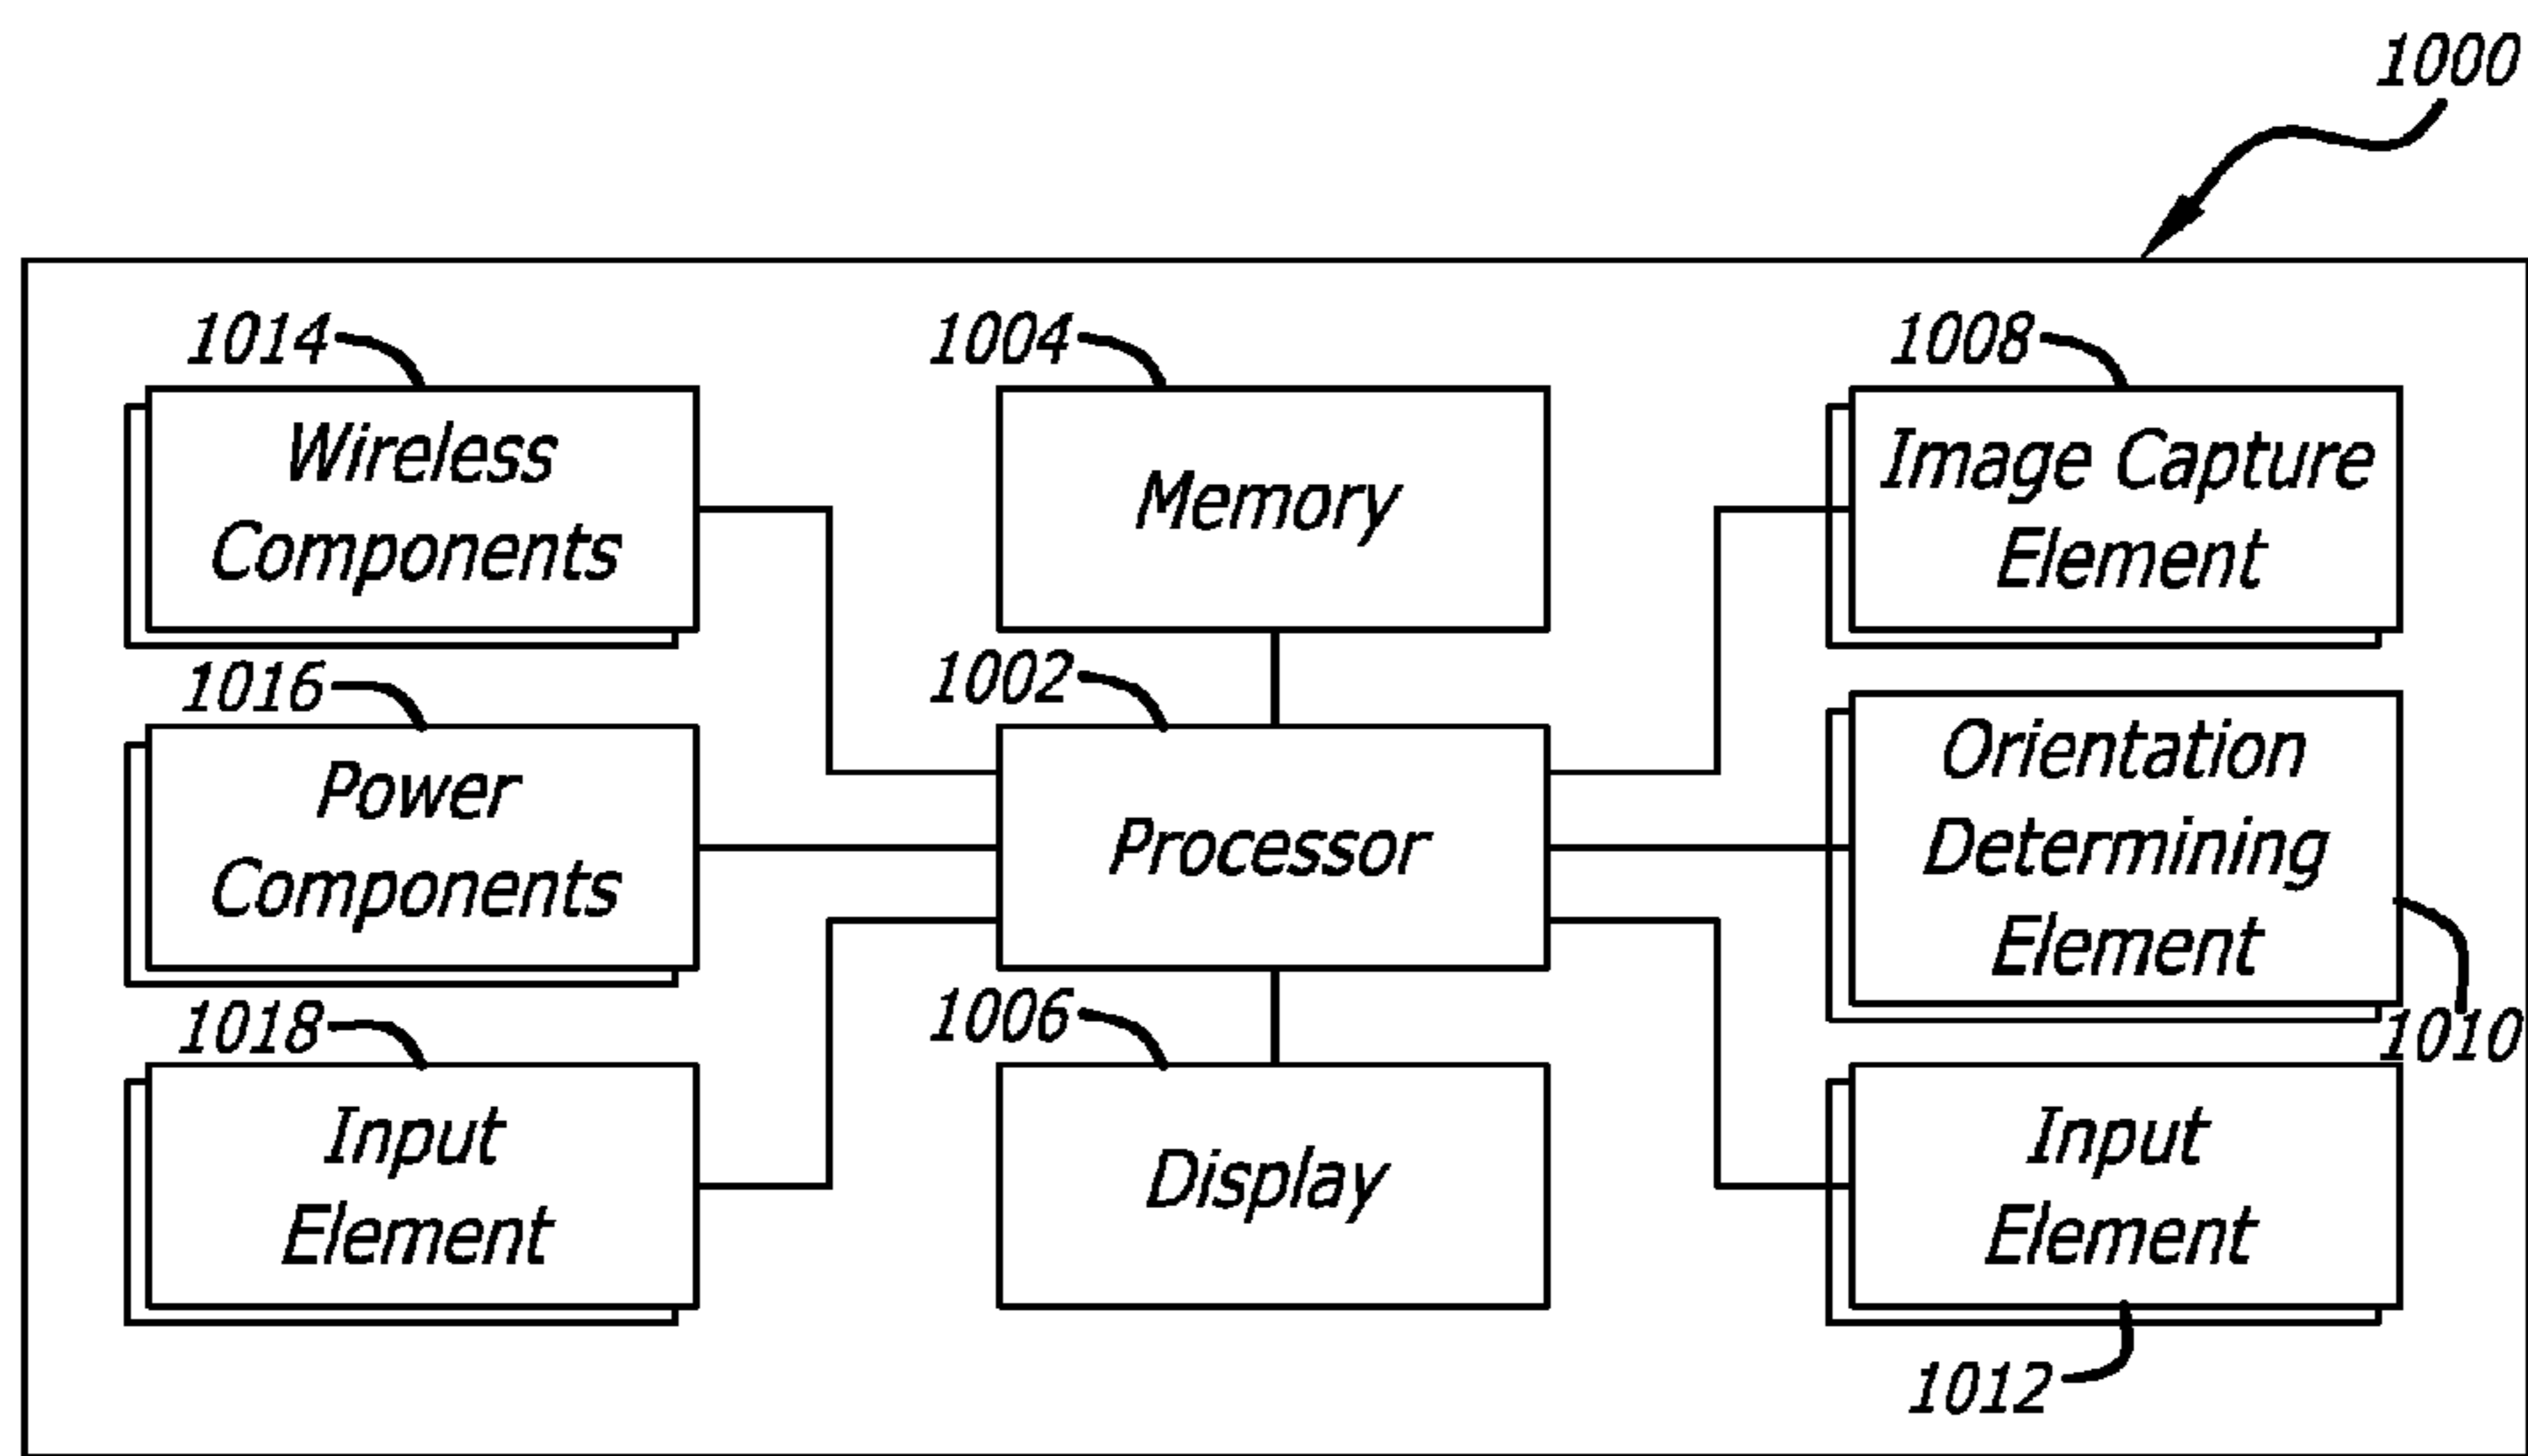 1000
1014
Wireless
Components
1004
Memory
1008
Image Capture
Element
1016
Power
Components
1002
Processor
Orientation
Determining
Element
1010
1018
Input
Element
1006
Display
Input
Element
1012